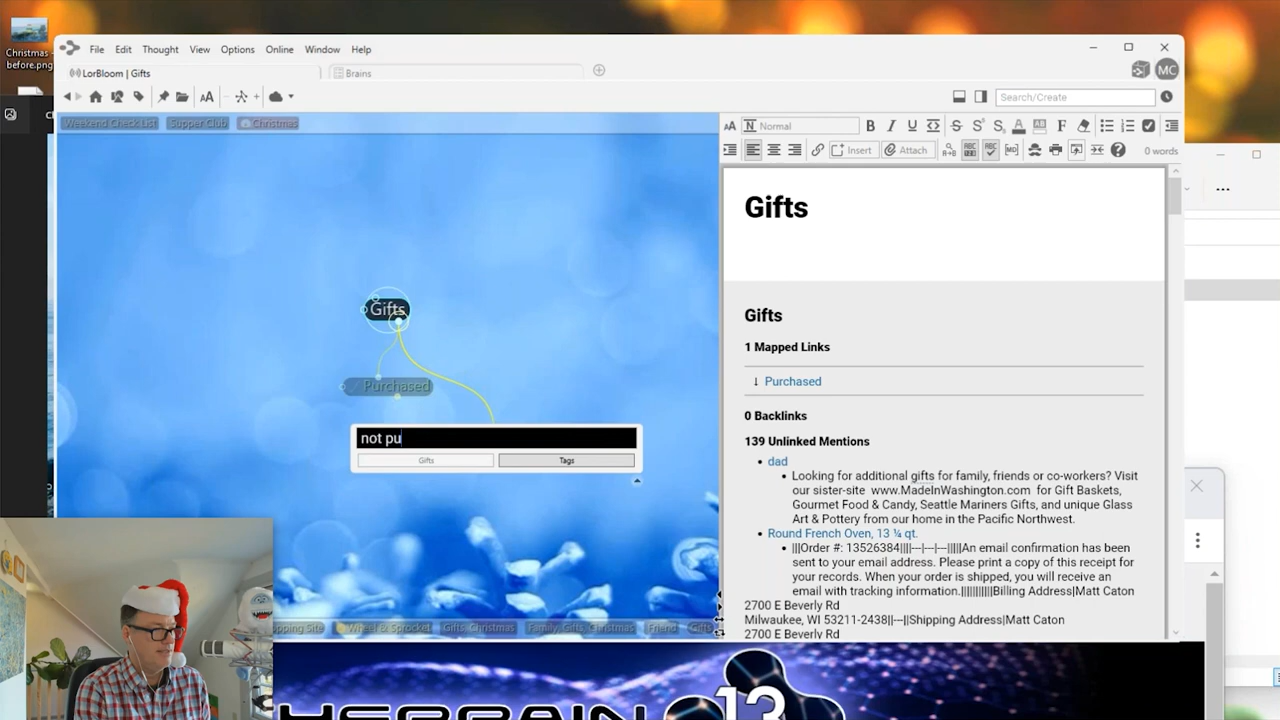 Christmas -
before.png
File Edit Thought View Options Online Window Help
LorBloom | Gifts
Brains
MC
Search/Create
Weekend Check List
Supper Club
Christmas
Normal
Insert
Attach
0 words
Gifts
Purchased
not pu
Gifts
Tags
Gifts
Gifts
1 Mapped Links
Purchased
0 Backlinks
139 Unlinked Mentions
dad
Looking for additional gifts for family, friends or co-workers? Visit
our sister-site www.MadeInWashington.com for Gift Baskets,
Gourmet Food & Candy, Seattle Mariners Gifts, and unique Glass
Art & Pottery from our home in the Pacific Northwest.
Round French Oven, 13 ¼ qt.
|||Order #: 13526384||||---|---|---|||||An email confirmation has been
sent to your email address. Please print a copy of this receipt for
your records. When your order is shipped, you will receive an
email with tracking information.||||||||||Billing Address|Matt Caton
2700 E Beverly Rd
Milwaukee, WI 53211-2438||---||Shipping Address|Matt Caton
2700 E Beverly Rd
pping Site
Wheel & Sprocket
Gifts, Christmas
Family, Gifts, Christmas
Friend
Gifts
13